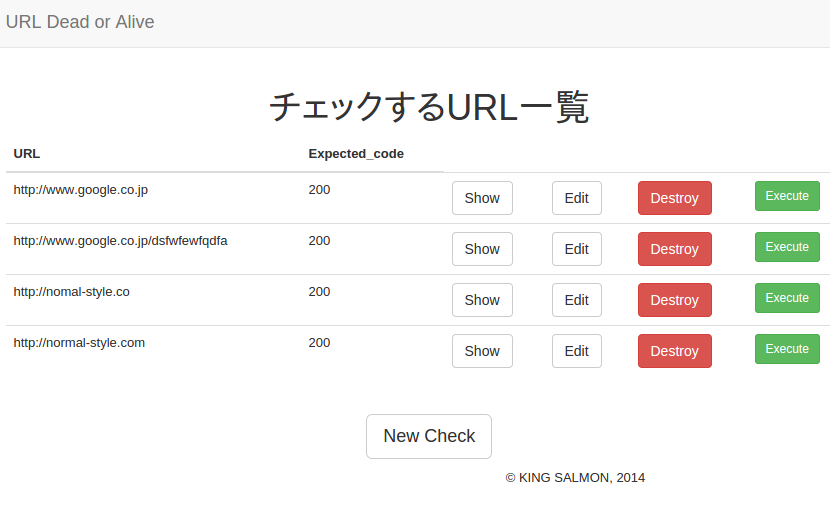 URL Dead or Alive
チェックするURL一覧
URL Expected_code
http://www.google.co.jp 200 Show Edit Destroy Execute
http://www.google.co.jp/dsfwfewfqdfa 200 Show Edit Destroy Execute
http://nomal-style.co 200 Show Edit Destroy Execute
http://normal-style.com 200 Show Edit Destroy Execute
New Check
© KING SALMON, 2014